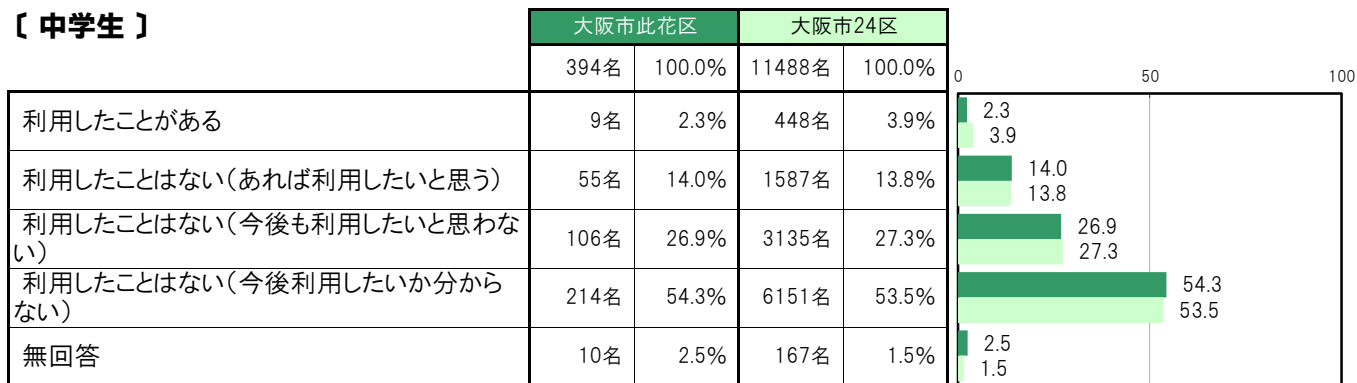 〔 中学生 〕
大阪市此花区 大阪市24区
394名 100.0% 11488名 100.0%
0 50 100
利用したことがある 9名 2.3% 448名 3.9%
2.3
3.9
利用したことはない（あれば利用したいと思う） 55名 14.0% 1587名 13.8%
14.0
13.8
利用したことはない（今後も利用したいと思わな
い） 106名 26.9% 3135名 27.3%
26.9
27.3
利用したことはない（今後利用したいか分から
ない） 214名 54.3% 6151名 53.5%
54.3
53.5
無回答 10名 2.5% 167名 1.5%
2.5
1.5